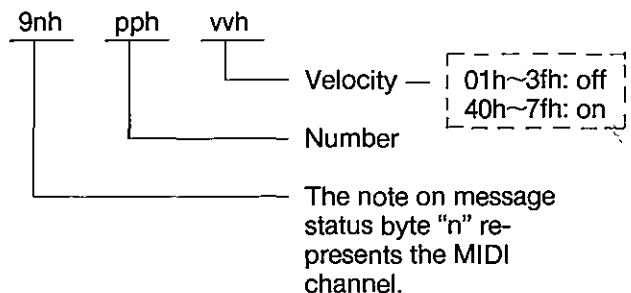 9nh pph vvh
Velocity — 01h~3fh: off
40h~7fh: on
Number
The note on message
status byte “n” re-
presents the MIDI
channel.